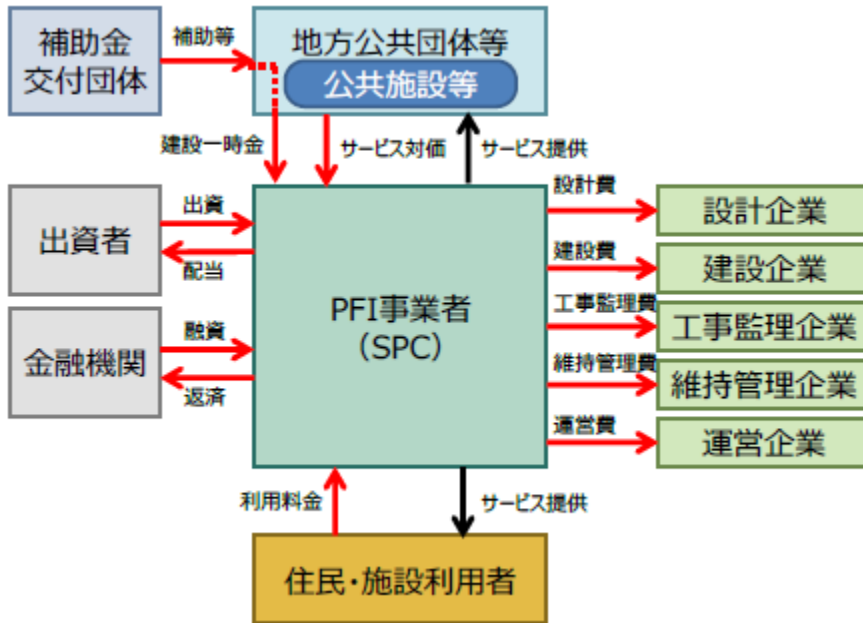 補助金
交付団体
補助等
地方公共団体等
公共施設等
建設一時金
サービス対価
サービス提供
出資者
出資
配当
金融機関
融資
返済
PFI事業者
（SPC）
設計費
設計企業
建設費
建設企業
工事監理費
工事監理企業
維持管理費
維持管理企業
運営費
運営企業
利用料金
サービス提供
住民・施設利用者